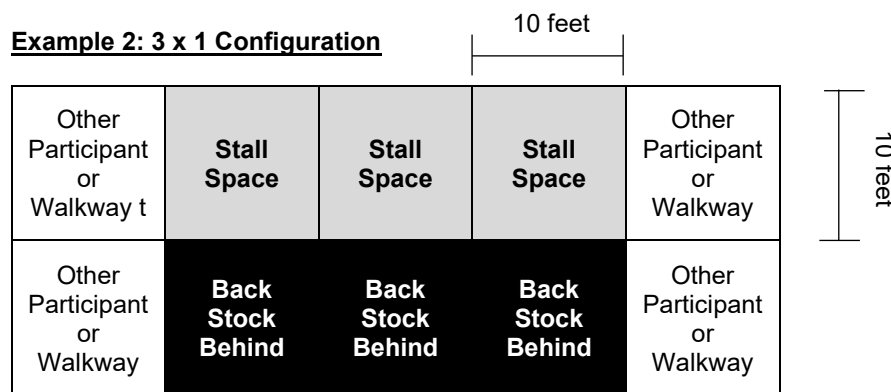 10 feet
Example 2: 3 x 1 Configuration
Other
Participant
or
Walkway t
Stall
Space
Stall
Space
Stall
Space
Other
Participant
or
Walkway
10 feet
Other
Participant
or
Walkway
Back
Stock
Behind
Back
Stock
Behind
Back
Stock
Behind
Other
Participant
or
Walkway